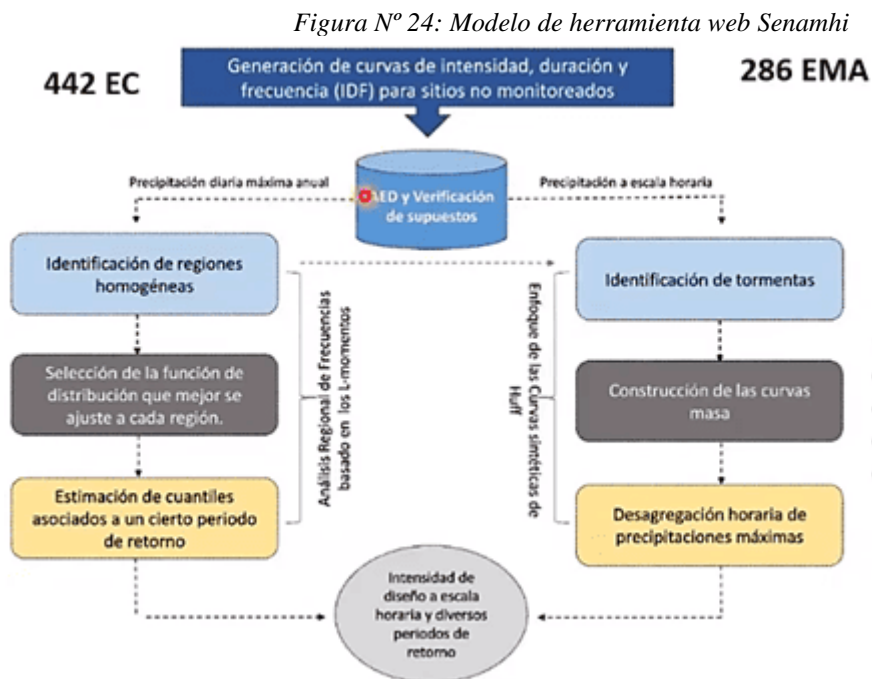 Figura Nº 24: Modelo de herramienta web Senamhi
442 EC
Generación de curvas de intensidad, duración y
frecuencia (IDF) para sitios no monitoreados
286 EMA
Precipitación diaria máxima anual
AED y Verificación
de supuestos
Precipitación a escala horaria
Identificación de regiones
homogéneas
Selección de la función de
distribución que mejor se
ajuste a cada región.
Estimación de cuantiles
asociados a un cierto periodo
de retorno
Análisis Regional de Frecuencias
basado en los L-momentos
Enfoque de las Curvas sintéticas de
Huff
Identificación de tormentas
Construcción de las curvas
masa
Desagregación horaria de
precipitaciones máximas
Intensidad de
diseño a escala
horaria y diversos
periodos de
retorno